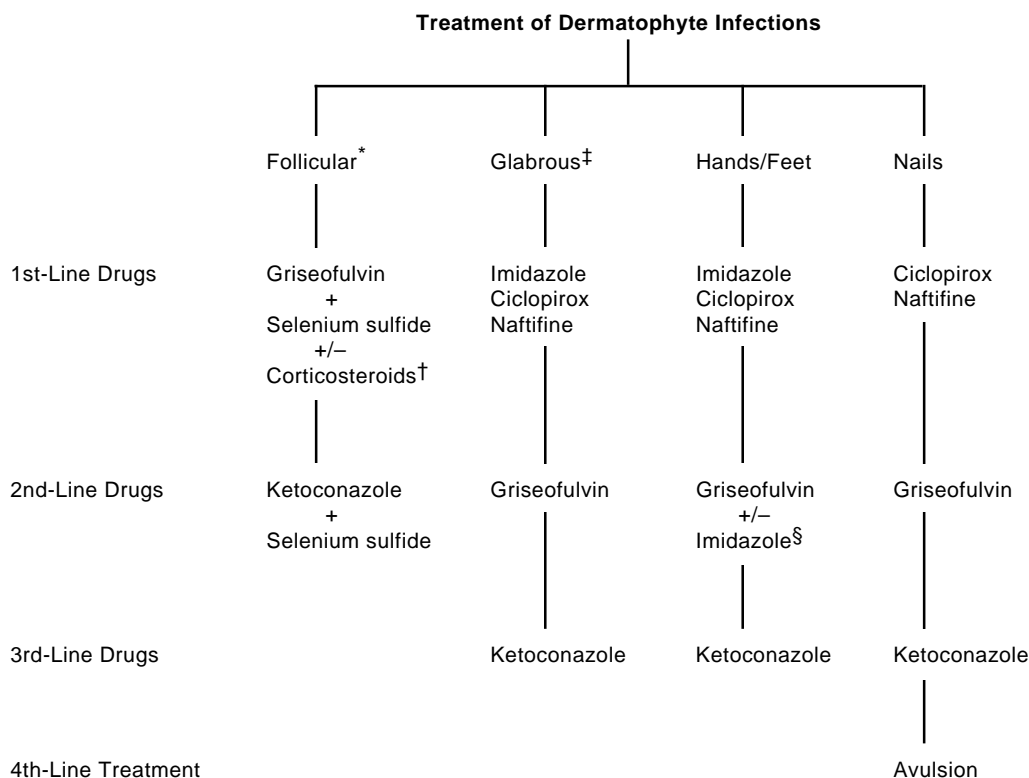 Treatment of Dermatophyte Infections
Follicular* Glabrous‡ Hands/Feet Nails
1st-Line Drugs Griseofulvin Imidazole Imidazole Ciclopirox
+ Ciclopirox Ciclopirox Naftifine
Selenium sulfide Naftifine Naftifine
+/–
Corticosteroids†
2nd-Line Drugs Ketoconazole Griseofulvin Griseofulvin Griseofulvin
+ +/–
Selenium sulfide Imidazole§
3rd-Line Drugs Ketoconazole Ketoconazole Ketoconazole
4th-Line Treatment Avulsion